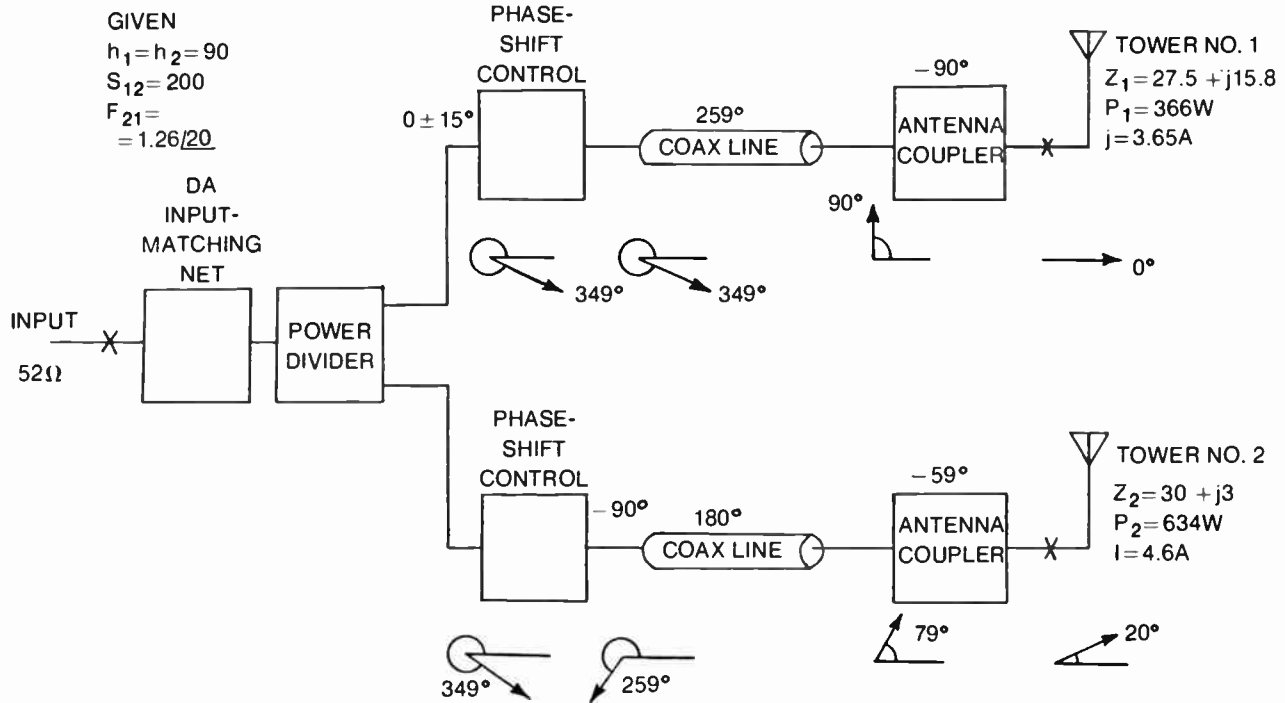 GIVEN
h₁=h₂=90
S₁₂=200
F₂₁=
=1.26/20
PHASE-
SHIFT
CONTROL
0±15°
259°
COAX LINE
−90°
ANTENNA
COUPLER
TOWER NO. 1
Z₁=27.5 +j15.8
P₁=366W
j=3.65A
349°
349°
90°
0°
DA
INPUT-
MATCHING
NET
INPUT
52Ω
POWER
DIVIDER
PHASE-
SHIFT
CONTROL
−90°
180°
COAX LINE
−59°
ANTENNA
COUPLER
TOWER NO. 2
Z₂=30 +j3
P₂=634W
I=4.6A
349°
259°
79°
20°